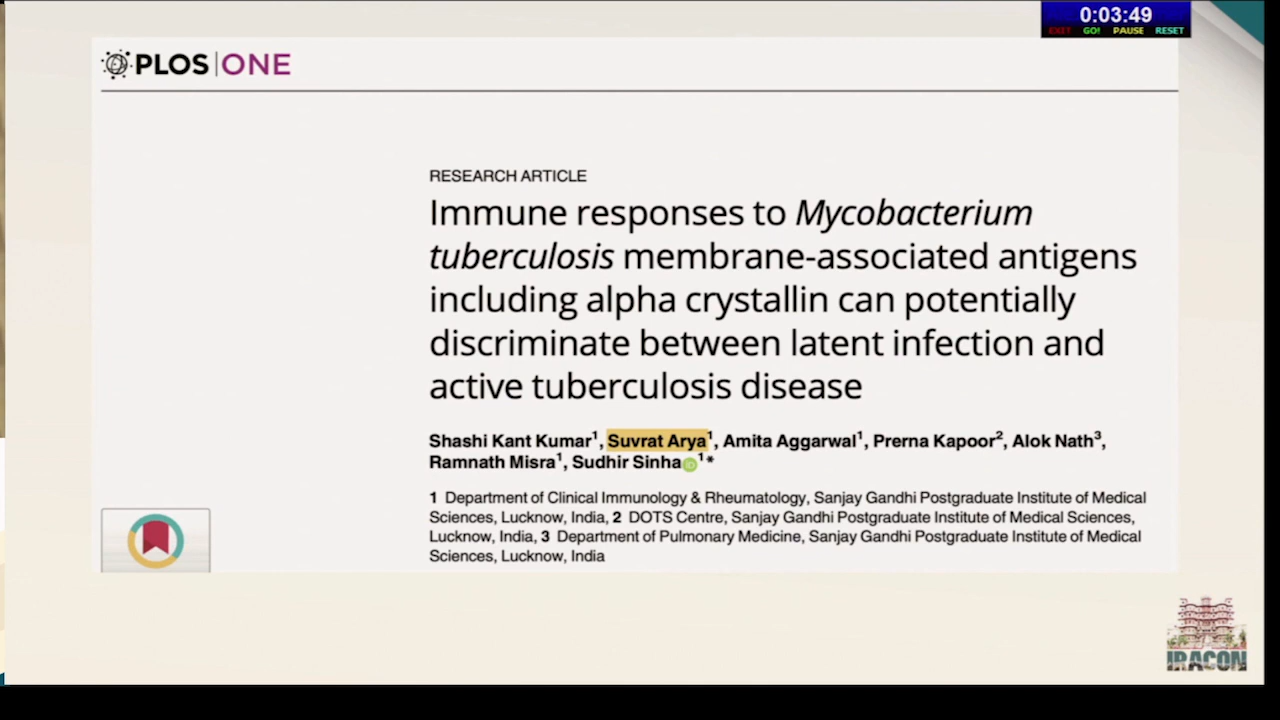 0:03:49
EXIT GO! PAUSE RESET
PLOS ONE
RESEARCH ARTICLE
Immune responses to Mycobacterium
tuberculosis membrane-associated antigens
including alpha crystallin can potentially
discriminate between latent infection and
active tuberculosis disease
Shashi Kant Kumar1, Suvrat Arya1, Amita Aggarwal1, Prerna Kapoor2, Alok Nath3,
Ramnath Misra1, Sudhir Sinha iD 1*
1 Department of Clinical Immunology & Rheumatology, Sanjay Gandhi Postgraduate Institute of Medical
Sciences, Lucknow, India, 2 DOTS Centre, Sanjay Gandhi Postgraduate Institute of Medical Sciences,
Lucknow, India, 3 Department of Pulmonary Medicine, Sanjay Gandhi Postgraduate Institute of Medical
Sciences, Lucknow, India
IRACON